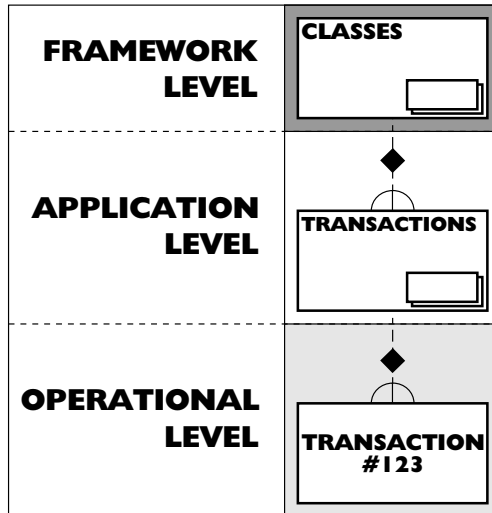 FRAMEWORK
LEVEL
CLASSES
APPLICATION
LEVEL
TRANSACTIONS
OPERATIONAL
LEVEL
TRANSACTION
#123